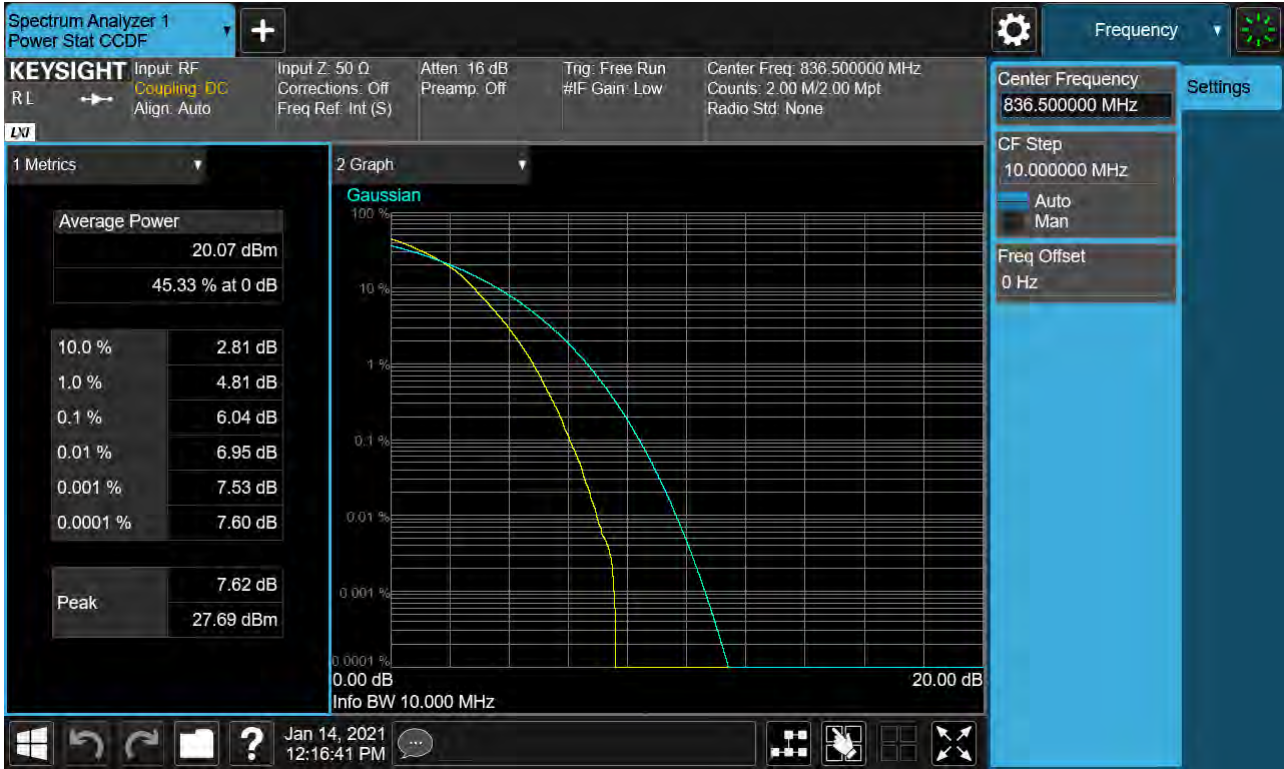 Spectrum Analyzer 1
Power Stat CCDF
Frequency
KEYSIGHT
R L
LXI
Input: RF
Coupling: DC
Align: Auto
Input Z: 50 Ω
Corrections: Off
Freq Ref: Int (S)
Atten: 16 dB
Preamp: Off
Trig: Free Run
#IF Gain: Low
Center Freq: 836.500000 MHz
Counts: 2.00 M/2.00 Mpt
Radio Std: None
Center Frequency
836.500000 MHz
Settings
CF Step
10.000000 MHz
Auto
Man
Freq Offset
0 Hz
1 Metrics
Average Power
20.07 dBm
45.33 % at 0 dB
10.0 % 2.81 dB
1.0 % 4.81 dB
0.1 % 6.04 dB
0.01 % 6.95 dB
0.001 % 7.53 dB
0.0001 % 7.60 dB
Peak
7.62 dB
27.69 dBm
2 Graph
Gaussian
100 %
10 %
1 %
0.1 %
0.01 %
0.001 %
0.0001 %
0.00 dB 20.00 dB
Info BW 10.000 MHz
?
Jan 14, 2021
12:16:41 PM